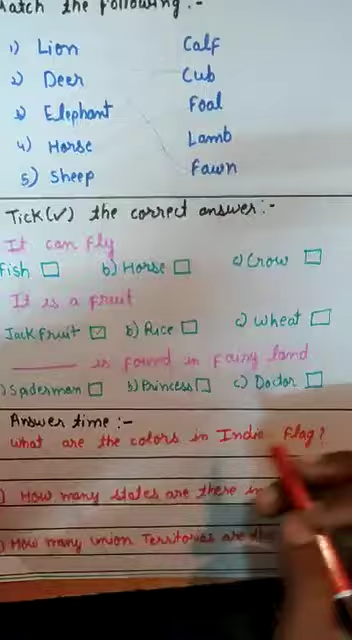 Match the following:-
1) Lion Calf
2) Deer Cub
3) Elephant Foal
4) Horse Lamb
5) Sheep Fawn
Tick(✓) the correct answer:-
It can fly
Fish b) Horse c) Crow
It is a fruit
Jack fruit b) Rice c) Wheat
is found in fairy land
) Spiderman b) Princess c) Doctor
Answer time:-
What are the colors in India Flag?
) How many states are there in
) How many union Territories are